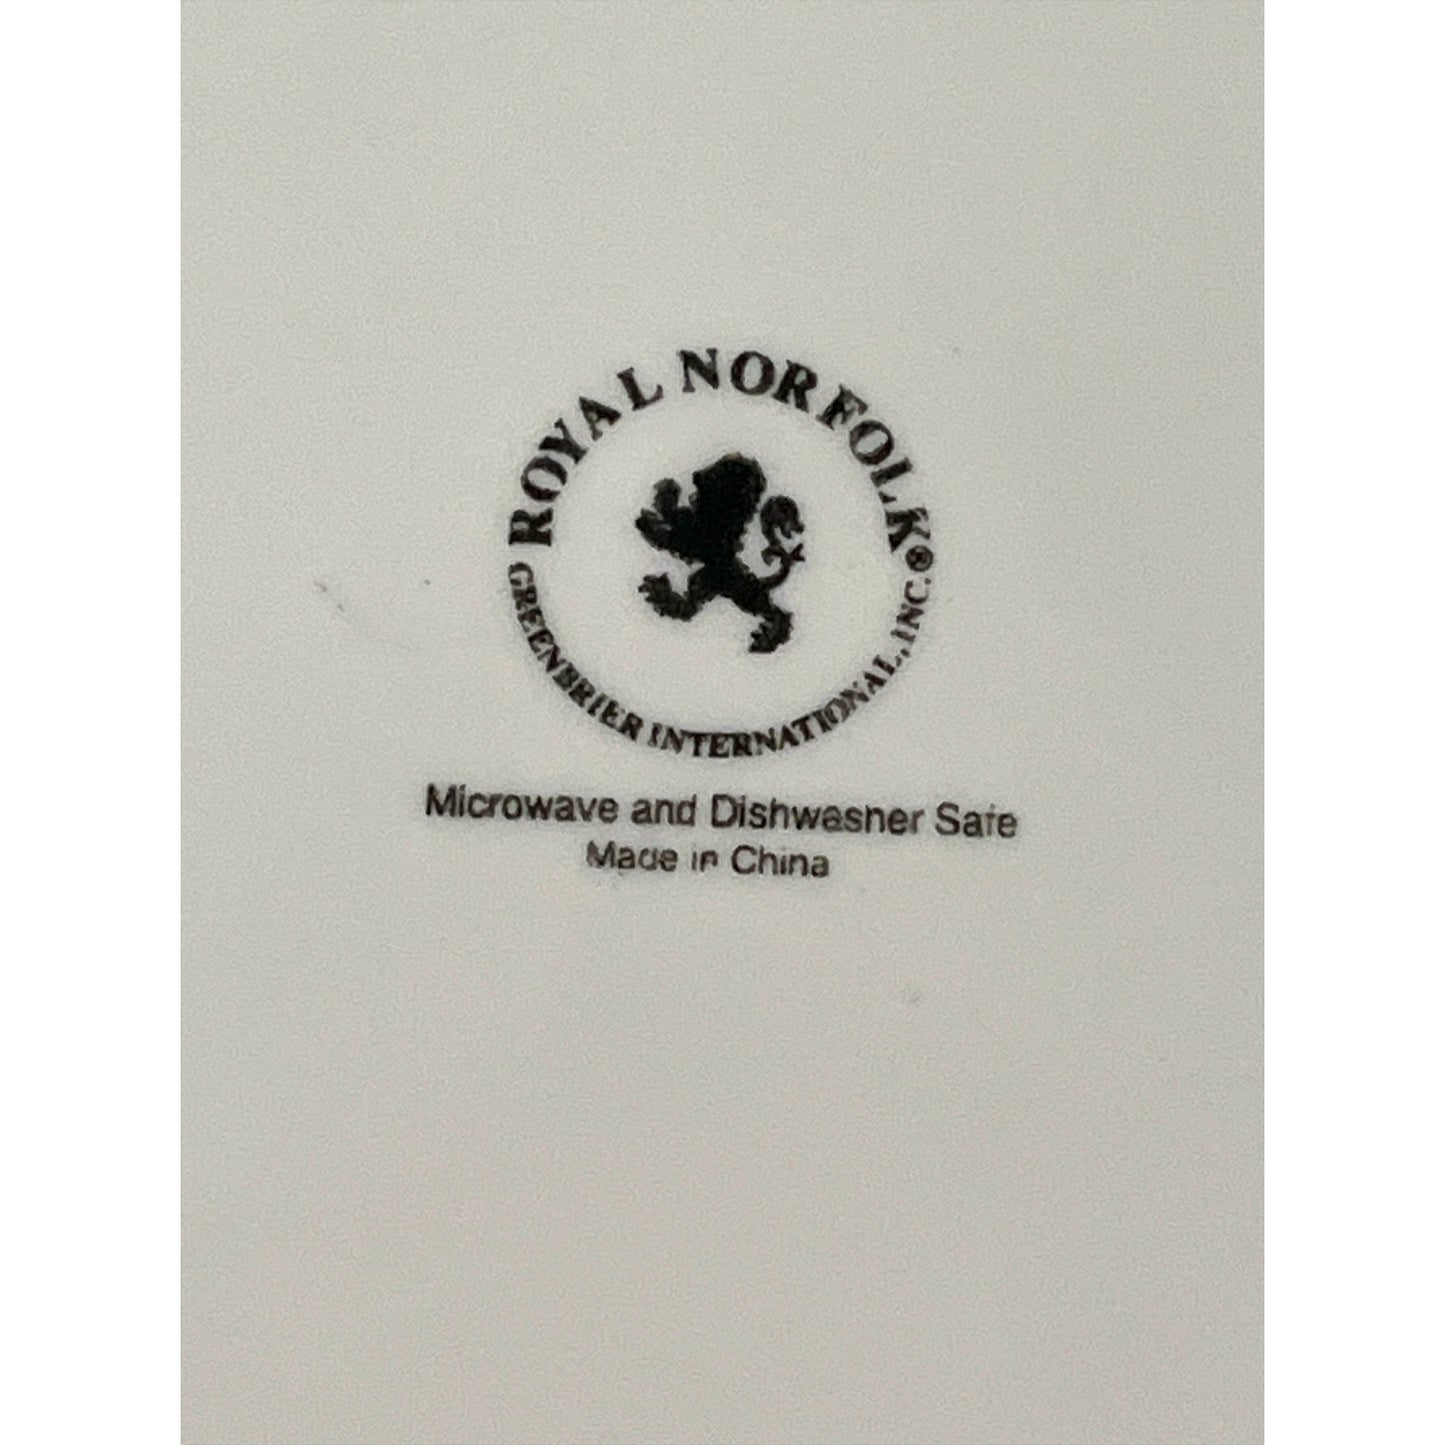 ROYAL NORFOLK®
GREENBRIER INTERNATIONAL, INC.
Microwave and Dishwasher Safe
Made in China